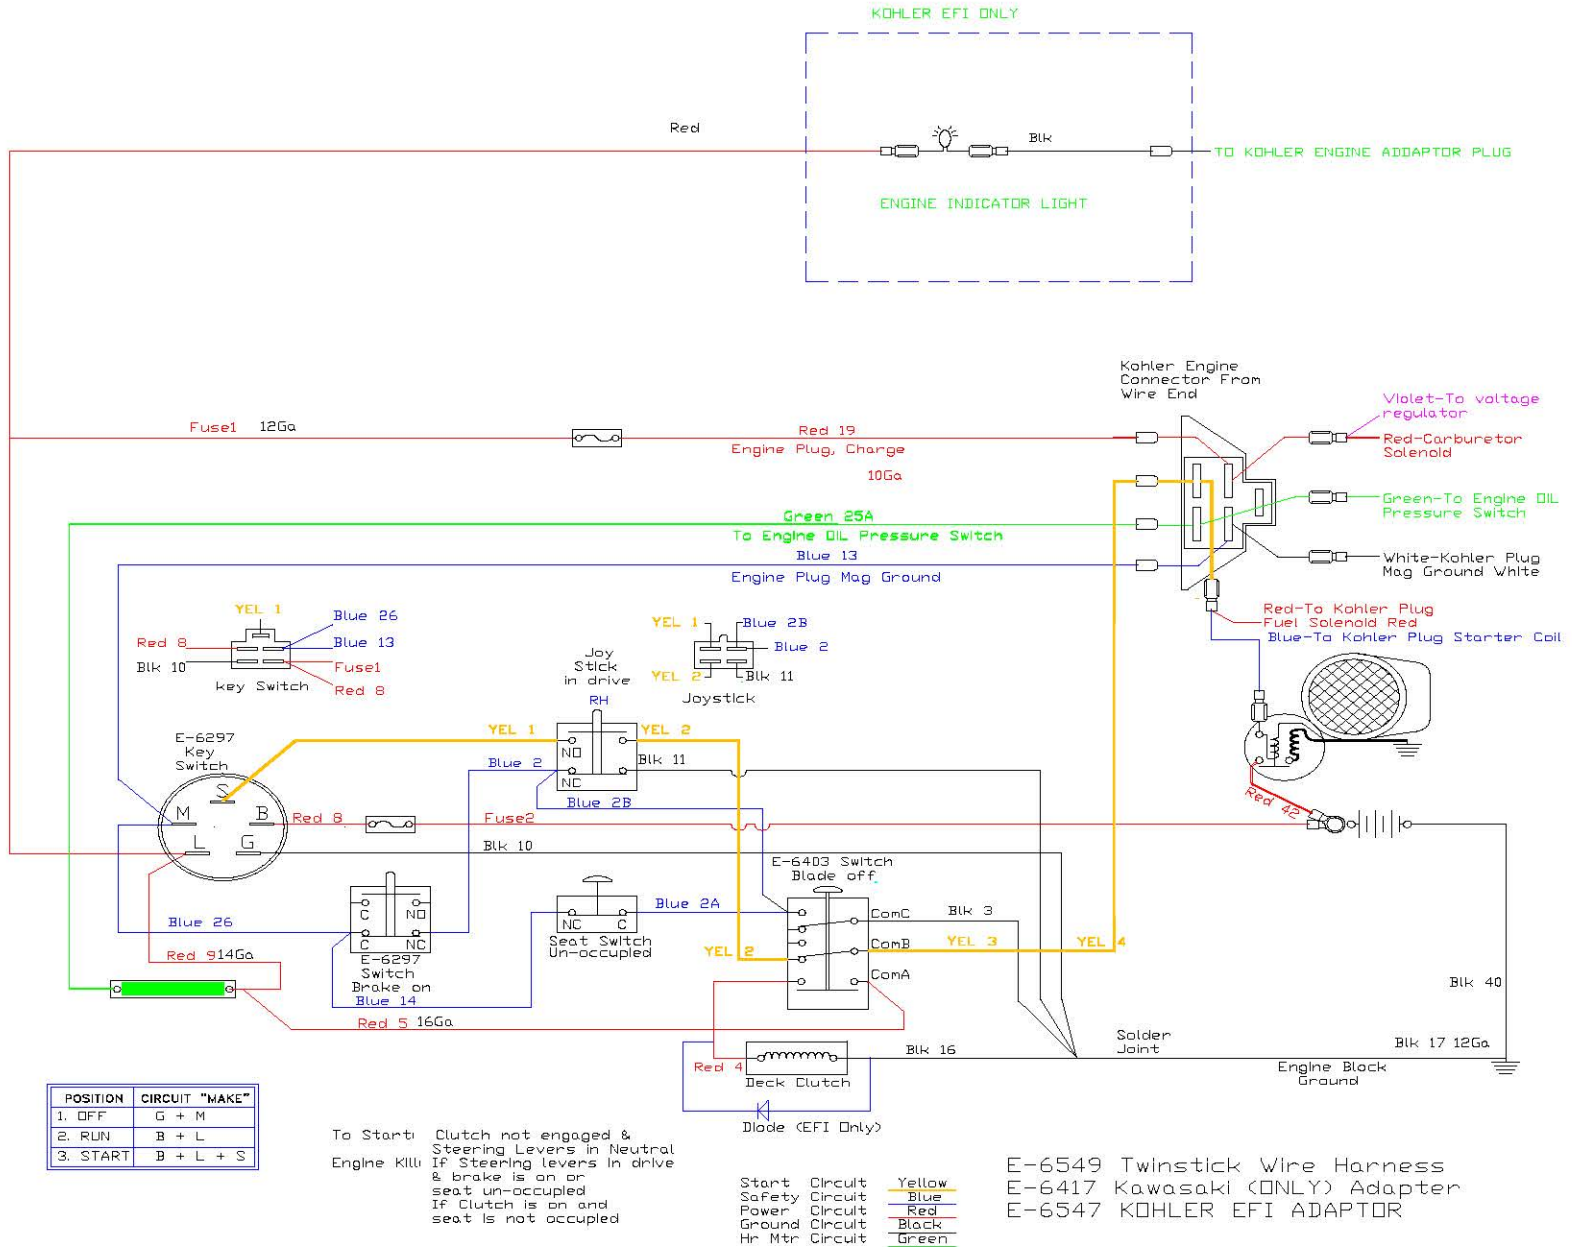 KOHLER EFI ONLY
Red
Blk
TO KOHLER ENGINE ADDAPTOR PLUG
ENGINE INDICATOR LIGHT
Kohler Engine
Connector From
Wire End
Violet-To voltage
regulator
Fuse1 12Ga
Red 19
Engine Plug, Charge
10Ga
Red-Carburetor
Solenoid
Green 25A
To Engine OIL Pressure Switch
Green-To Engine OIL
Pressure Switch
Blue 13
Engine Plug Mag Ground
White-Kohler Plug
Mag Ground White
Red-To Kohler Plug
Fuel Solenoid Red
Blue-To Kohler Plug Starter Coil
YEL 1
Blue 26
Red 8
Blue 13
Blk 10
Fuse1
key Switch
Red 8
YEL 1
Blue 2B
Blue 2
YEL 2
Blk 11
Joystick
Joy
Stick
in drive
RH
E-6297
Key
Switch
YEL 1
YEL 2
NO
Blue 2
Blk 11
NC
Blue 2B
S
M
B
L
G
Red 8
Fuse2
Red 42
Blk 10
E-6403 Switch
Blade off
Blue 26
C
NO
C
NC
E-6297
Switch
Brake on
Blue 14
NC
C
Seat Switch
Un-occupied
Blue 2A
ComC
Blk 3
YEL 2
ComB
YEL 3
YEL 4
ComA
Red 9 14Ga
Red 5 16Ga
Blk 40
Solder
Joint
Blk 17 12Ga
Blk 16
Red 4
Deck Clutch
Engine Block
Ground
Diode (EFI Only)
POSITION CIRCUIT "MAKE"
1. OFF G + M
2. RUN B + L
3. START B + L + S
To Start: Clutch not engaged &
Steering Levers in Neutral
Engine Kill: If Steering levers in drive
& brake is on or
seat un-occupied
If Clutch is on and
seat is not occupied
Start Circuit Yellow
Safety Circuit Blue
Power Circuit Red
Ground Circuit Black
Hr Mtr Circuit Green
E-6549 Twinstick Wire Harness
E-6417 Kawasaki (ONLY) Adapter
E-6547 KOHLER EFI ADAPTOR